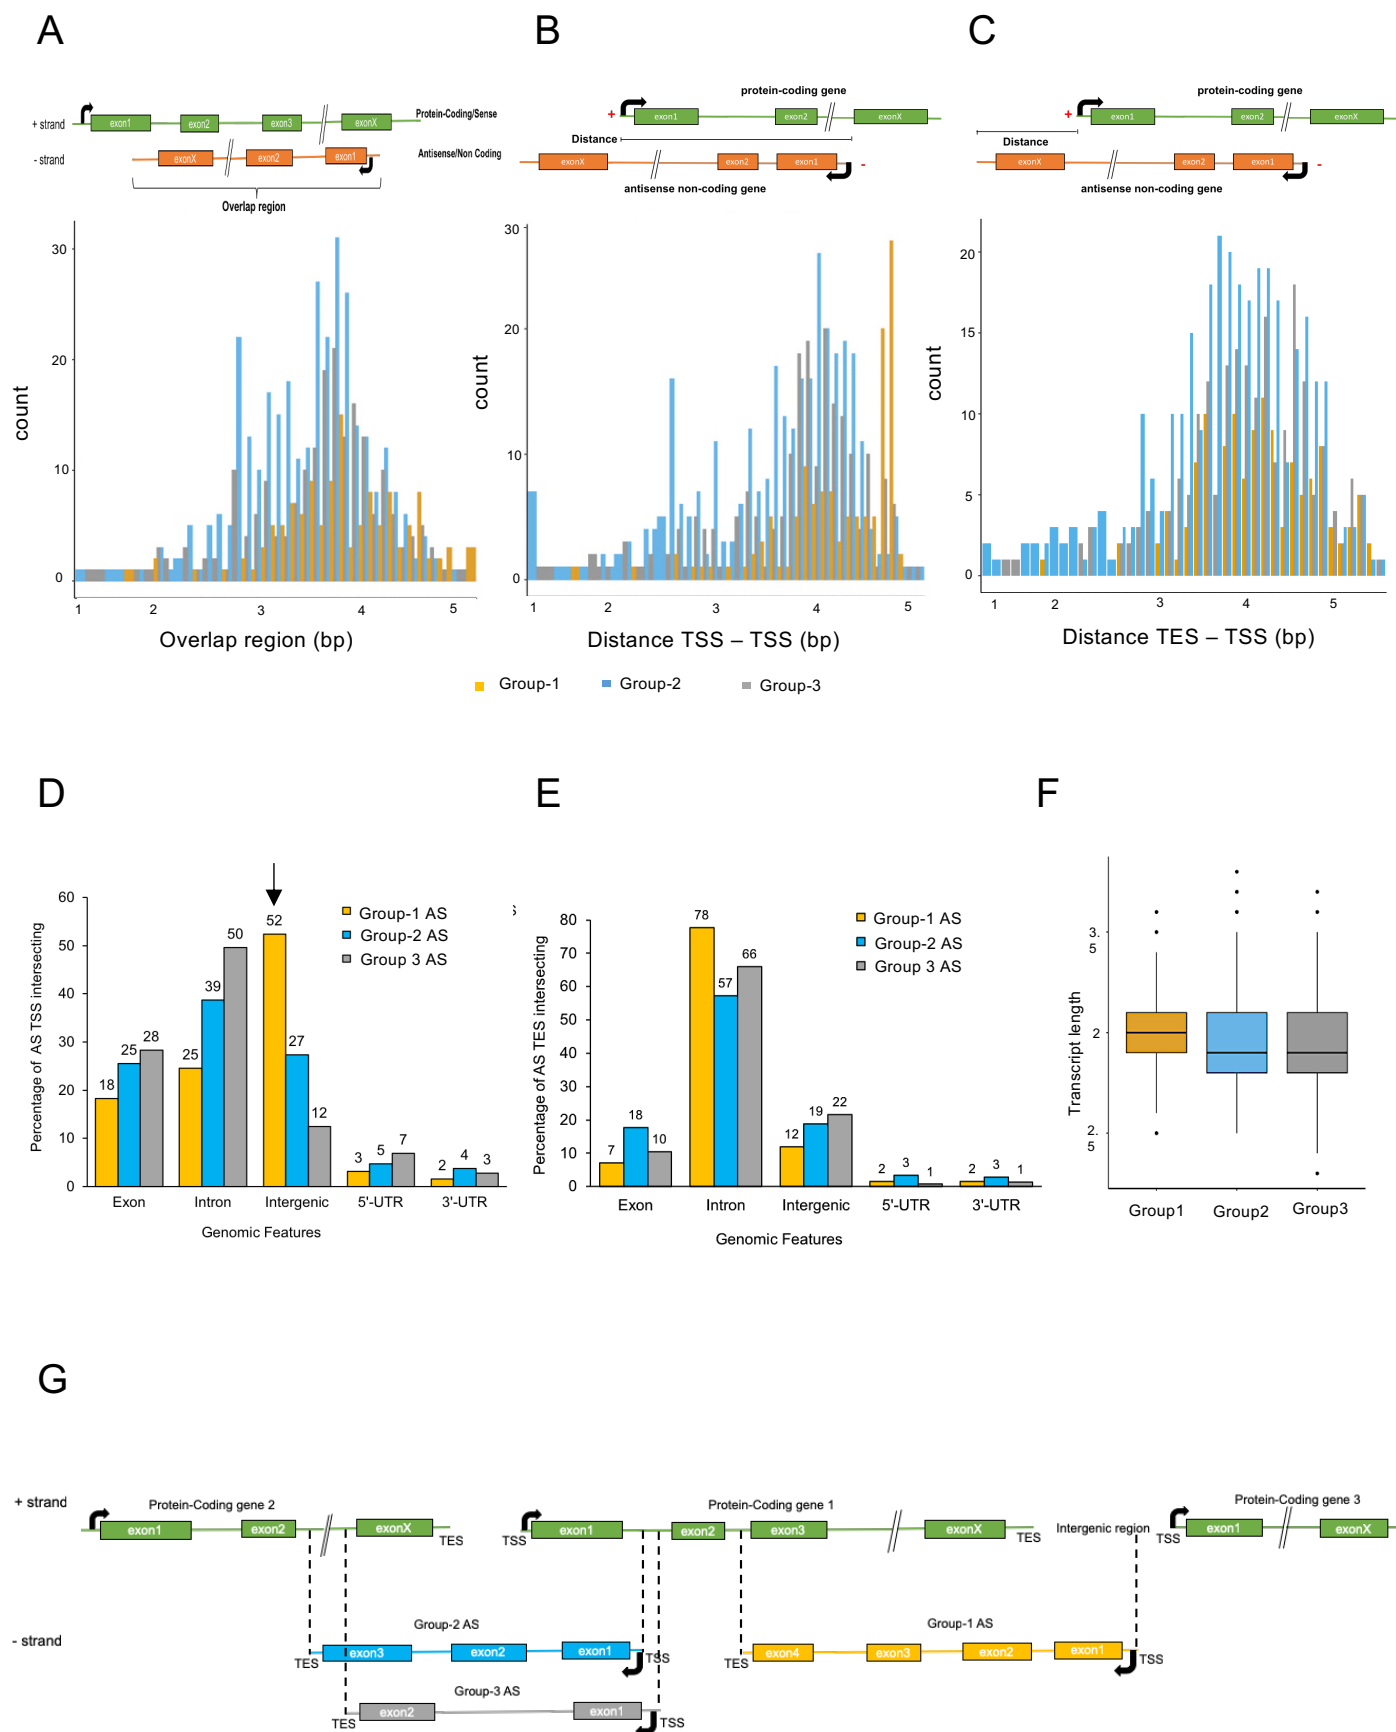 A
B
C
+ strand
exon1
exon2
exon3
exonX
Protein-Coding/Sense
- strand
exonX
exon2
exon1
Antisense/Non Coding
Overlap region
protein-coding gene
+
exon1
exon2
exonX
Distance
exonX
exon2
exon1
-
antisense non-coding gene
protein-coding gene
+
exon1
exon2
exonX
Distance
exonX
exon2
exon1
-
antisense non-coding gene
count
30
20
10
0
1 2 3 4 5
Overlap region (bp)
count
30
20
10
0
1 2 3 4 5
Distance TSS – TSS (bp)
count
20
15
10
5
0
1 2 3 4 5
Distance TES – TSS (bp)
Group-1 Group-2 Group-3
D
E
F
Percentage of AS TSS intersecting
60
50
40
30
20
10
0
18 25 28
25 39 50
52 27 12
3 5 7
2 4 3
Group-1 AS
Group-2 AS
Group 3 AS
Exon Intron Intergenic 5'-UTR 3'-UTR
Genomic Features
s
Percentage of AS TES intersecting
80
70
60
50
40
30
20
10
0
7 18 10
78 57 66
12 19 22
2 3 1
2 3 1
Group-1 AS
Group-2 AS
Group 3 AS
Exon Intron Intergenic 5'-UTR 3'-UTR
Genomic Features
Transcript length
3.
5
2
2.
5
Group1 Group2 Group3
G
+ strand
Protein-Coding gene 2
exon1
exon2
exonX
TES
Protein-Coding gene 1
TSS
exon1
exon2
exon3
exonX
TES
Intergenic region
Protein-Coding gene 3
TSS
exon1
exonX
- strand
Group-2 AS
TES
exon3
exon2
exon1
TSS
Group-1 AS
TES
exon4
exon3
exon2
exon1
TSS
Group-3 AS
TES
exon2
exon1
TSS